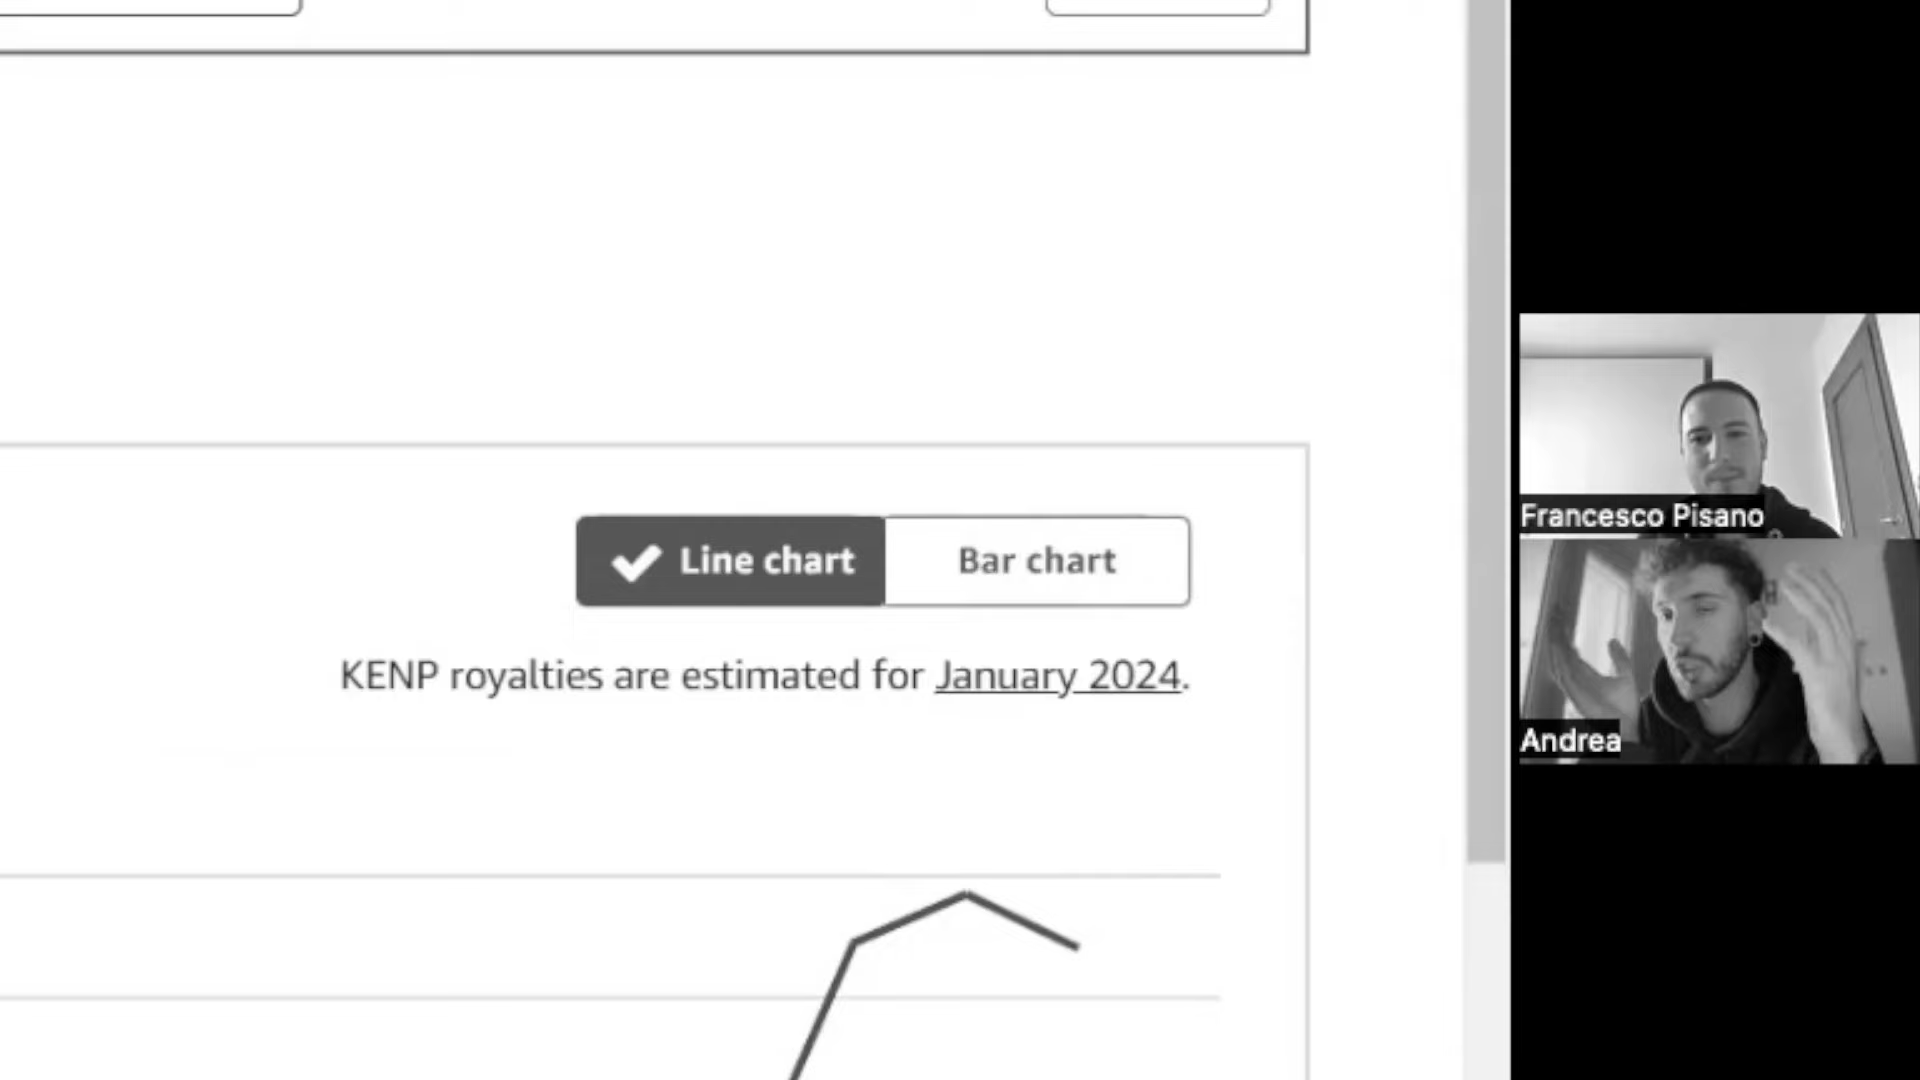 Line chart
Bar chart
KENP royalties are estimated for January 2024.
Francesco Pisano
Andrea